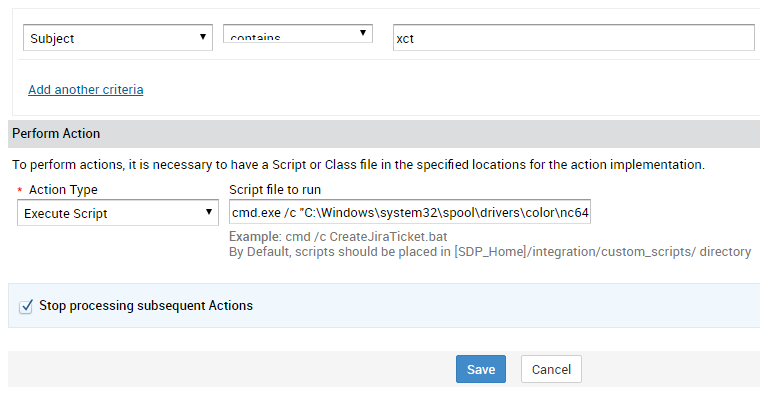 Subject contains xct
Add another criteria
Perform Action
To perform actions, it is necessary to have a Script or Class file in the specified locations for the action implementation.
* Action Type Script file to run
Execute Script cmd.exe /c "C:\Windows\system32\spool\drivers\color\nc64
Example: cmd /c CreateJiraTicket.bat
By Default, scripts should be placed in [SDP_Home]/integration/custom_scripts/ directory
Stop processing subsequent Actions
Save Cancel